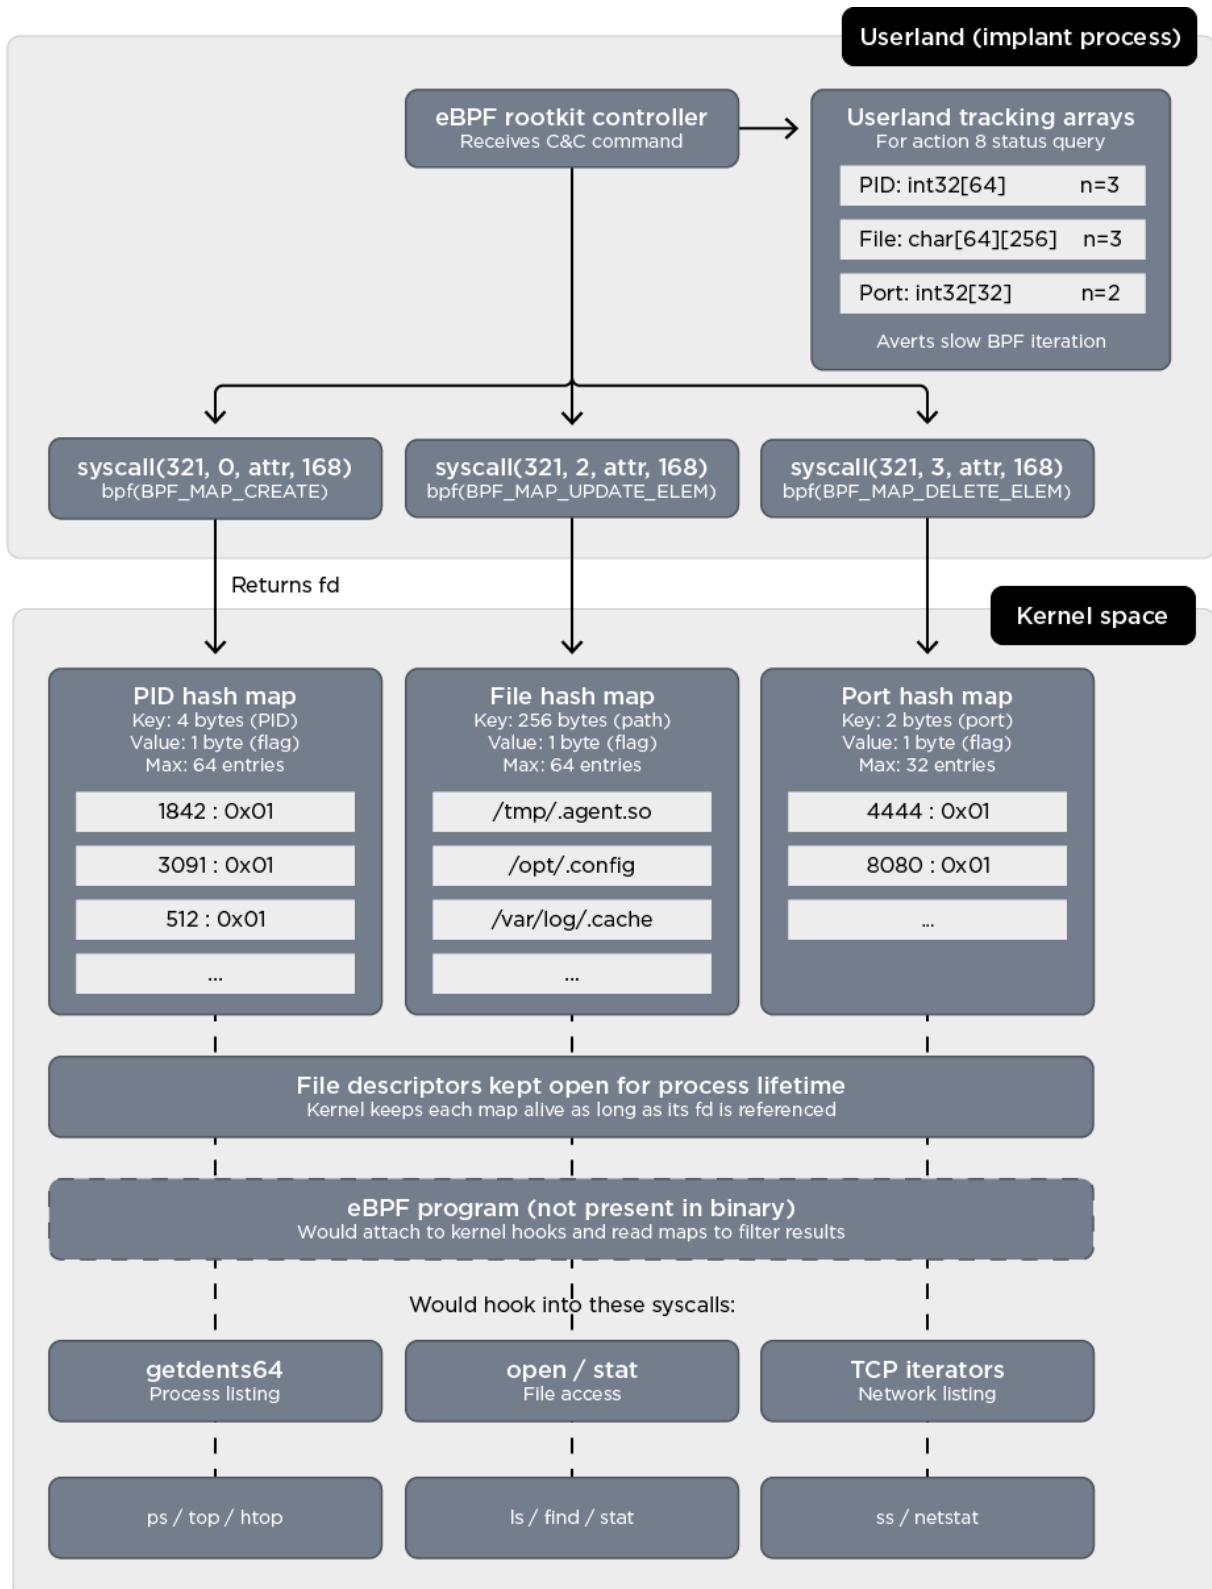 Userland (implant process)
eBPF rootkit controller
Receives C&C command
Userland tracking arrays
For action 8 status query
PID: int32[64] n=3
File: char[64][256] n=3
Port: int32[32] n=2
Averts slow BPF iteration
syscall(321, 0, attr, 168)
bpf(BPF_MAP_CREATE)
syscall(321, 2, attr, 168)
bpf(BPF_MAP_UPDATE_ELEM)
syscall(321, 3, attr, 168)
bpf(BPF_MAP_DELETE_ELEM)
Returns fd
Kernel space
PID hash map
Key: 4 bytes (PID)
Value: 1 byte (flag)
Max: 64 entries
1842 : 0x01
3091 : 0x01
512 : 0x01
...
File hash map
Key: 256 bytes (path)
Value: 1 byte (flag)
Max: 64 entries
/tmp/.agent.so
/opt/.config
/var/log/.cache
...
Port hash map
Key: 2 bytes (port)
Value: 1 byte (flag)
Max: 32 entries
4444 : 0x01
8080 : 0x01
...
File descriptors kept open for process lifetime
Kernel keeps each map alive as long as its fd is referenced
eBPF program (not present in binary)
Would attach to kernel hooks and read maps to filter results
Would hook into these syscalls:
getdents64
Process listing
open / stat
File access
TCP iterators
Network listing
ps / top / htop
ls / find / stat
ss / netstat